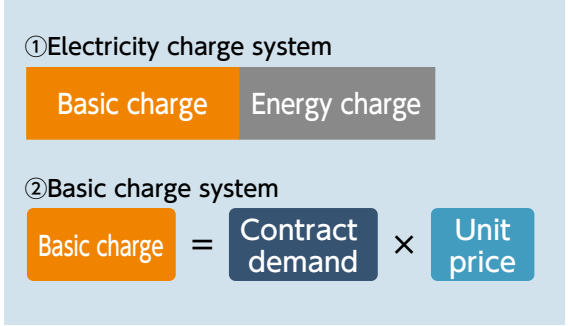 ①Electricity charge system
Basic charge Energy charge
②Basic charge system
Basic charge = Contract demand × Unit price